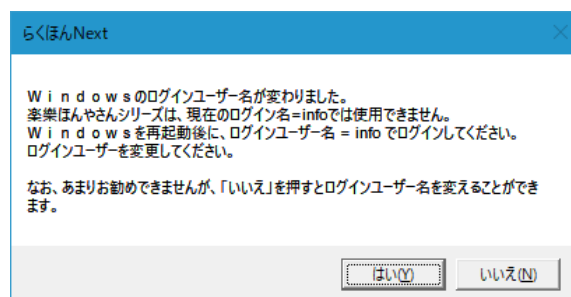 らくほんNext
Ｗｉｎｄｏｗｓのログインユーザー名が変わりました。
楽樂ほんやさんシリーズは、現在のログイン名=infoでは使用できません。
Ｗｉｎｄｏｗｓを再起動後に、ログインユーザー名 = info でログインしてください。
ログインユーザーを変更してください。
なお、あまりお勧めできませんが、「いいえ」を押すとログインユーザー名を変えることができ
ます。
はい(Y)
いいえ(N)